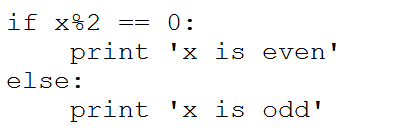 if x%2 == 0:
    print 'x is even'
else:
    print 'x is odd'